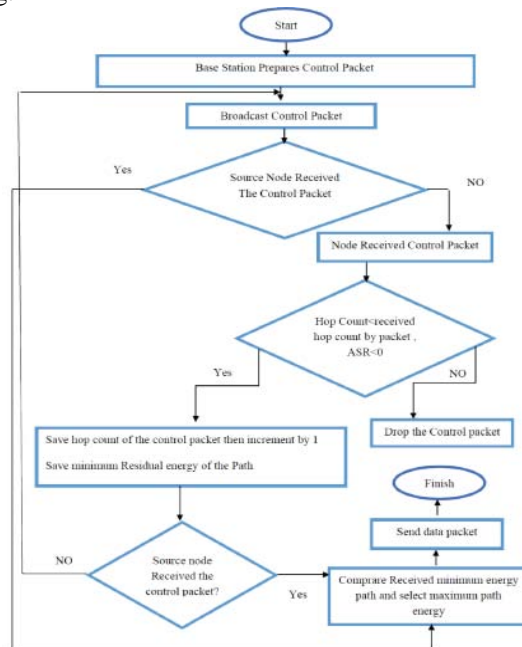 Start
Base Station Prepares Control Packet
Broadcast Control Packet
Yes
Source Node Received
The Control Packet
NO
Node Received Control Packet
Hop Count<received
hop count by packet ,
ASR<0
Yes
NO
Drop the Control packet
Save hop count of the control packet then increment by 1
Save minimum Residual energy of the Path
Finish
Send data packet
NO
Source node
Received the
control packet?
Yes
Comprare Received minimum energy
path and select maximum path
energy